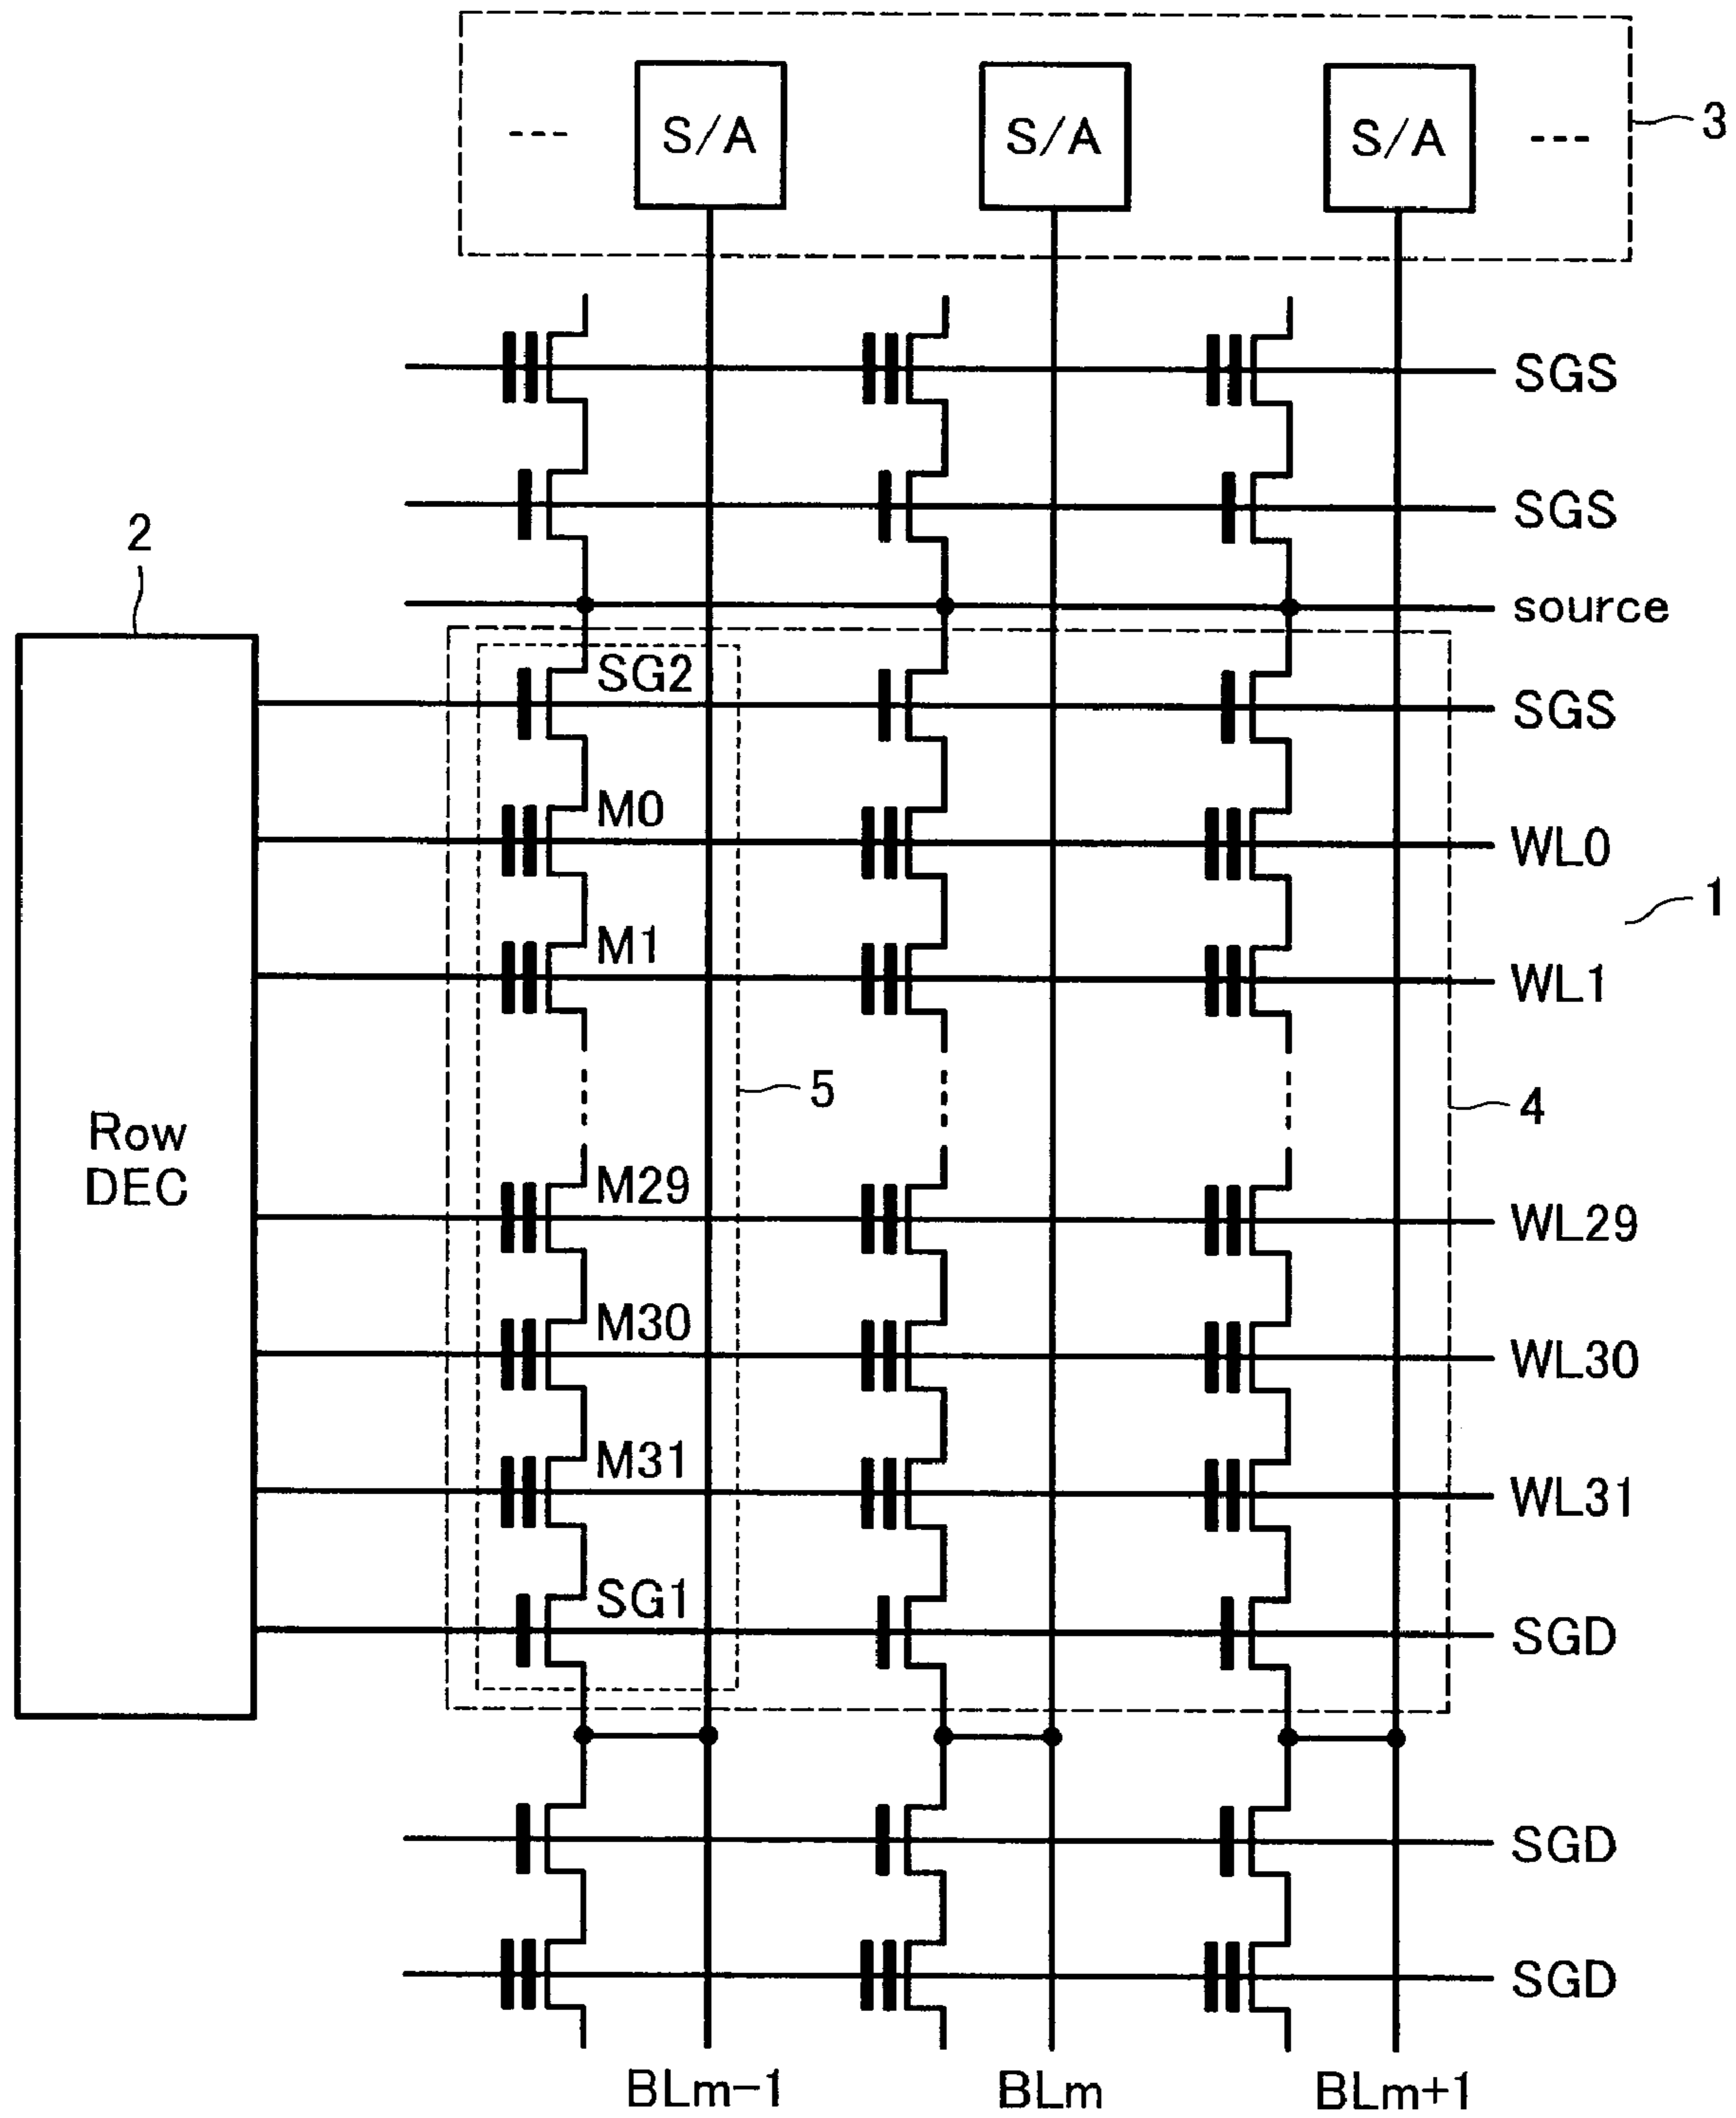 --- S/A S/A S/A ---
3
SGS
SGS
2
source
SG2
SGS
M0
WL0
1
M1
WL1
5
4
Row
DEC
M29
WL29
M30
WL30
M31
WL31
SG1
SGD
SGD
SGD
BLm-1 BLm BLm+1